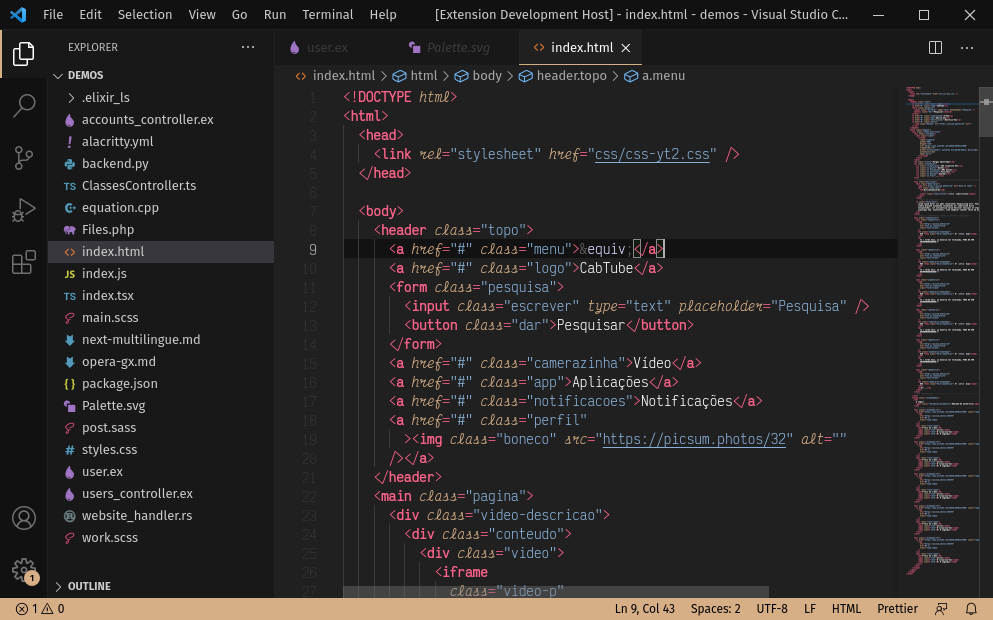 File Edit Selection View Go Run Terminal Help [Extension Development Host] - index.html - demos - Visual Studio C...
EXPLORER ...
user.ex Palette.svg <> index.html
<> index.html > html > body > header.topo > a.menu
DEMOS
.elixir_ls
accounts_controller.ex
! alacritty.yml
backend.py
TS ClassesController.ts
equation.cpp
Files.php
<> index.html
JS index.js
TS index.tsx
main.scss
next-multilingue.md
opera-gx.md
{} package.json
Palette.svg
post.sass
# styles.css
user.ex
users_controller.ex
website_handler.rs
work.scss
OUTLINE
1
1 <!DOCTYPE html>
2 <html>
3 <head>
4 <link rel="stylesheet" href="css/css-yt2.css" />
5 </head>
6
7 <body>
8 <header class="topo">
9 <a href="#" class="menu">&equiv;</a>
10 <a href="#" class="logo">CabTube</a>
11 <form class="pesquisa">
12 <input class="escrever" type="text" placeholder="Pesquisa" />
13 <button class="dar">Pesquisar</button>
14 </form>
15 <a href="#" class="camerazinha">Vídeo</a>
16 <a href="#" class="app">Aplicações</a>
17 <a href="#" class="notificacoes">Notificações</a>
18 <a href="#" class="perfil"
19 ><img class="boneco" src="https://picsum.photos/32" alt=""
20 /></a>
21 </header>
22 <main class="pagina">
23 <div class="video-descricao">
24 <div class="conteudo">
25 <div class="video">
26 <iframe
27 class="video-p"
1 0 Ln 9, Col 43 Spaces: 2 UTF-8 LF HTML Prettier